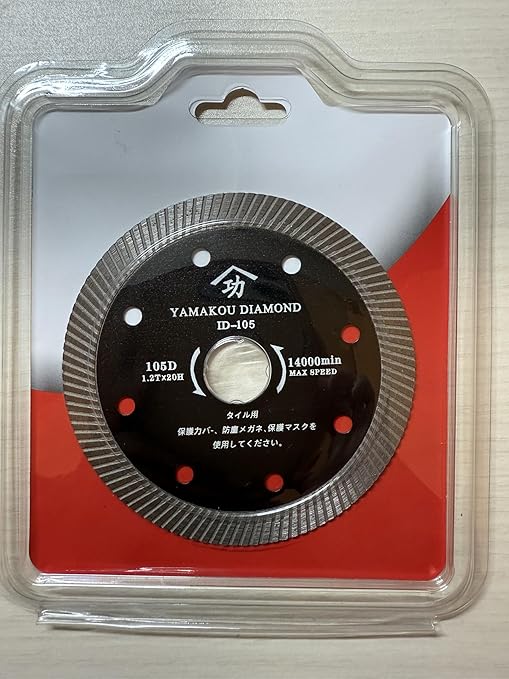 功
YAMAKOU DIAMOND
ID-105
105D
1.2T×20H
14000min
MAX SPEED
タイル用
保護力バー、防塵メガネ、保護マスクを
使用してください。